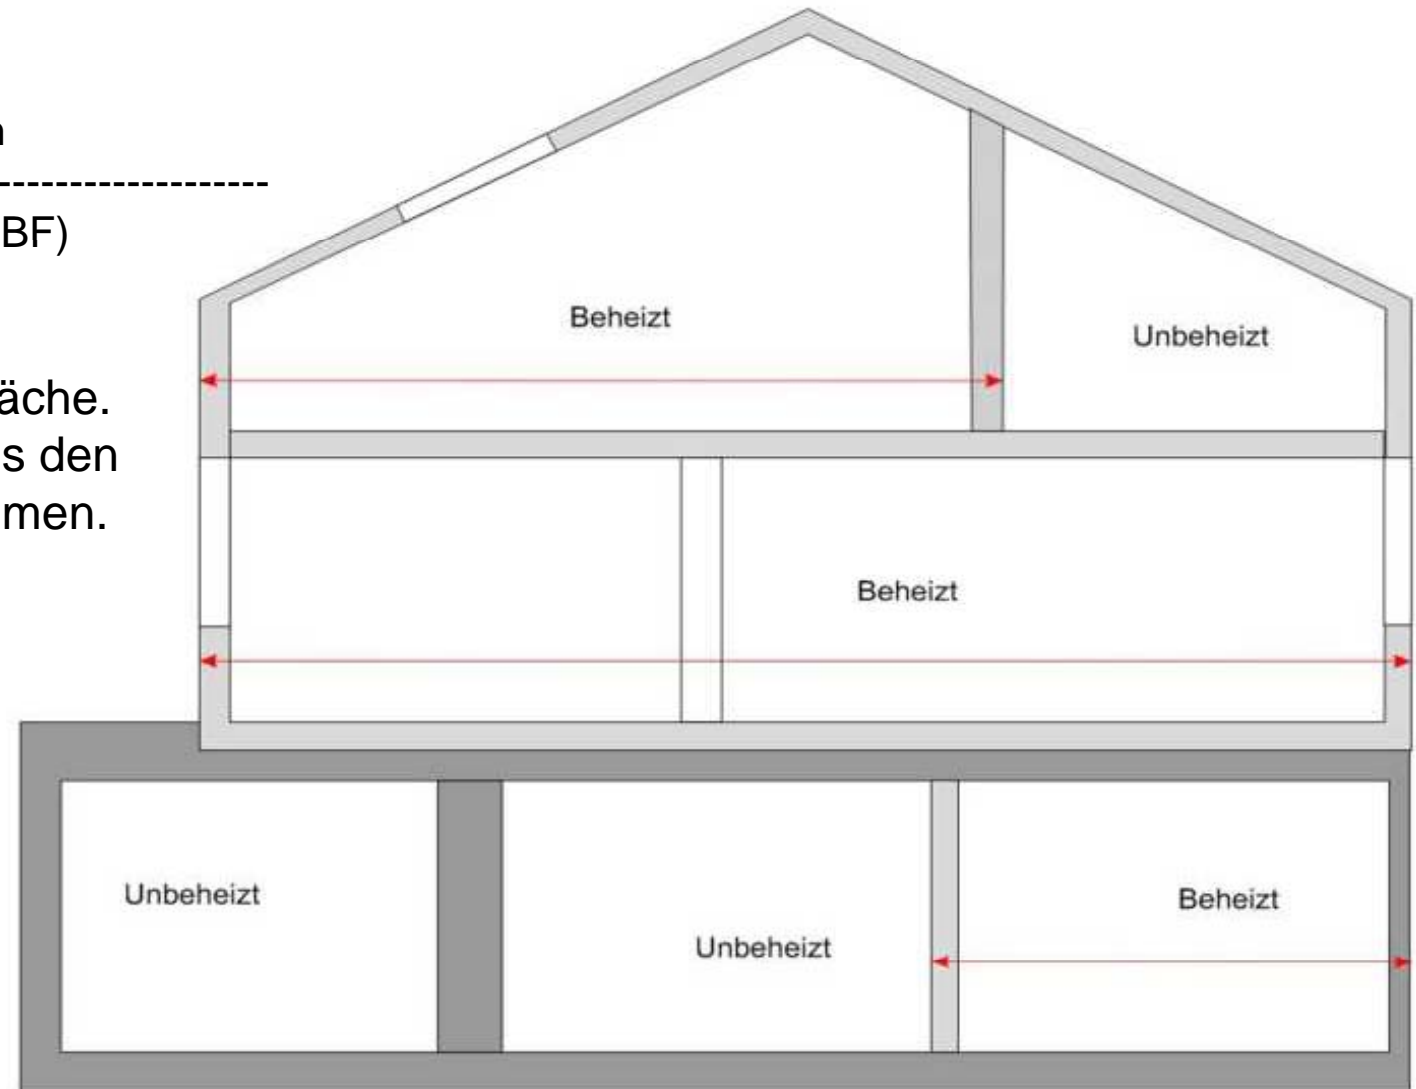 n
-------------------
BF)
äche.
s den
men.
Beheizt
Unbeheizt
Beheizt
Unbeheizt
Unbeheizt
Beheizt